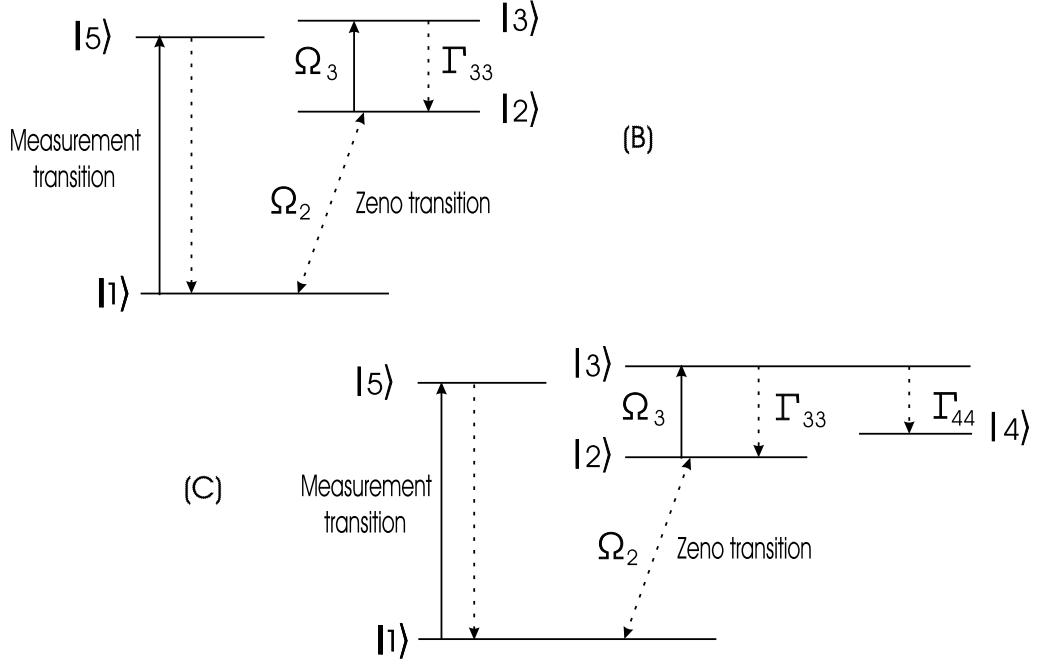 |3⟩
|5⟩
Ω3
Γ33
|2⟩
Measurement
transition
(B)
Ω2
Zeno transition
|1⟩
|3⟩
|5⟩
Ω3
Γ33
Γ44
|4⟩
|2⟩
(C)
Measurement
transition
Ω2
Zeno transition
|1⟩